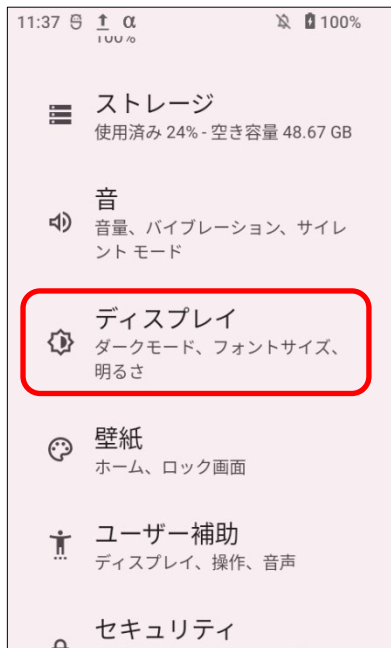 11:37 α 100%
100%
ストレージ
使用済み 24% - 空き容量 48.67 GB
音
音量、バイブレーション、サイレ
ント モード
ディスプレイ
ダークモード、フォントサイズ、
明るさ
壁紙
ホーム、ロック画面
ユーザー補助
ディスプレイ、操作、音声
セキュリティ